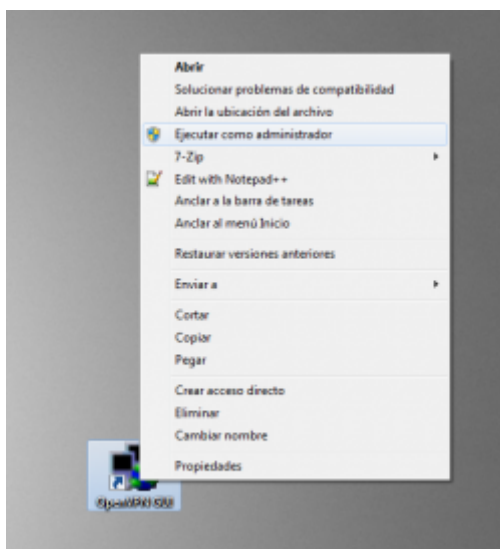 Abrir
Solucionar problemas de compatibilidad
Abrir la ubicación del archivo
Ejecutar como administrador
7-Zip
Edit with Notepad++
Anclar a la barra de tareas
Anclar al menú Inicio
Restaurar versiones anteriores
Enviar a
Cortar
Copiar
Pegar
Crear acceso directo
Eliminar
Cambiar nombre
Propiedades
OpenVPN GUI